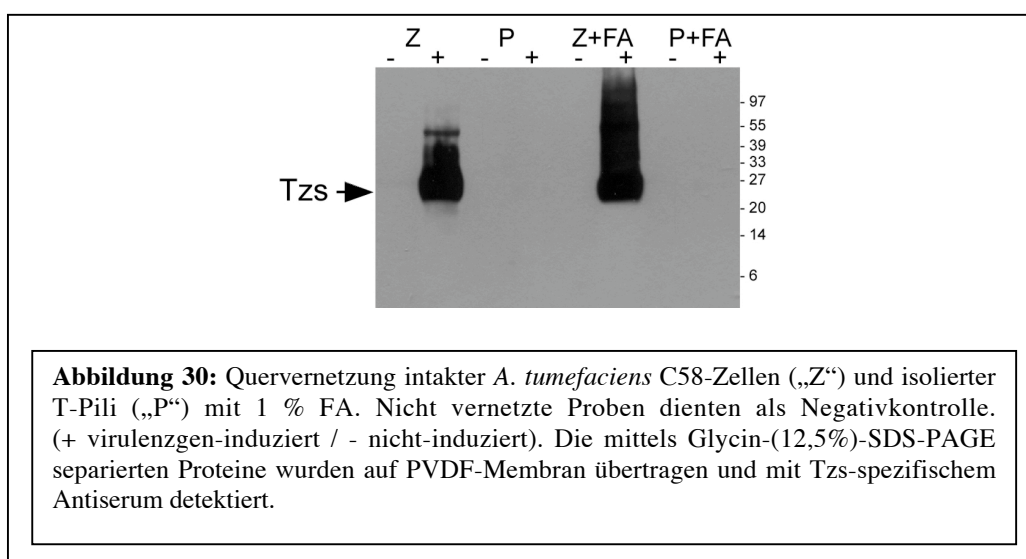 Z P Z+FA P+FA
- + - + - + - +
- 97
- 55
- 39
- 33
- 27
Tzs
- 20
- 14
- 6
Abbildung 30: Quervernetzung intakter A. tumefaciens C58-Zellen („Z“) und isolierter
T-Pili („P“) mit 1 % FA. Nicht vernetzte Proben dienten als Negativkontrolle.
(+ virulenzgen-induziert / - nicht-induziert). Die mittels Glycin-(12,5%)-SDS-PAGE
separierten Proteine wurden auf PVDF-Membran übertragen und mit Tzs-spezifischem
Antiserum detektiert.